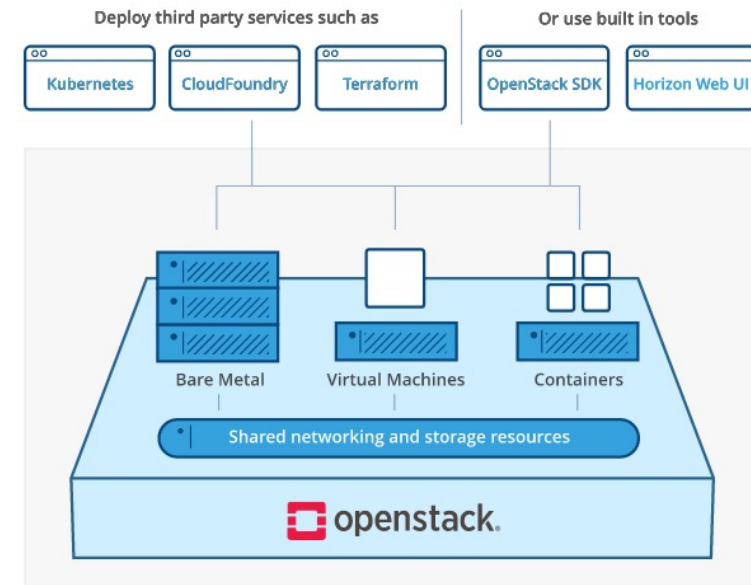 Deploy third party services such as
Or use built in tools
Kubernetes
CloudFoundry
Terraform
OpenStack SDK
Horizon Web UI
Bare Metal
Virtual Machines
Containers
Shared networking and storage resources
openstack.